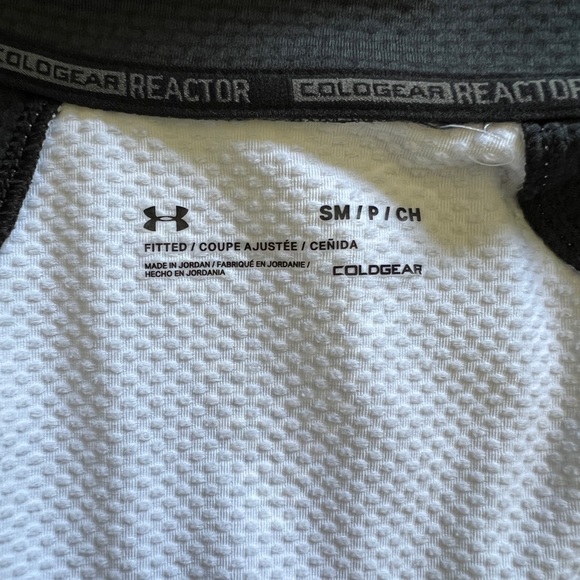 COLDGEAR REACTOR COLDGEAR REACTOR
SM / P / CH
FITTED / COUPE AJUSTÉE / CEÑIDA
MADE IN JORDAN / FABRIQUÉ EN JORDANIE /
HECHO EN JORDANIA
COLDGEAR